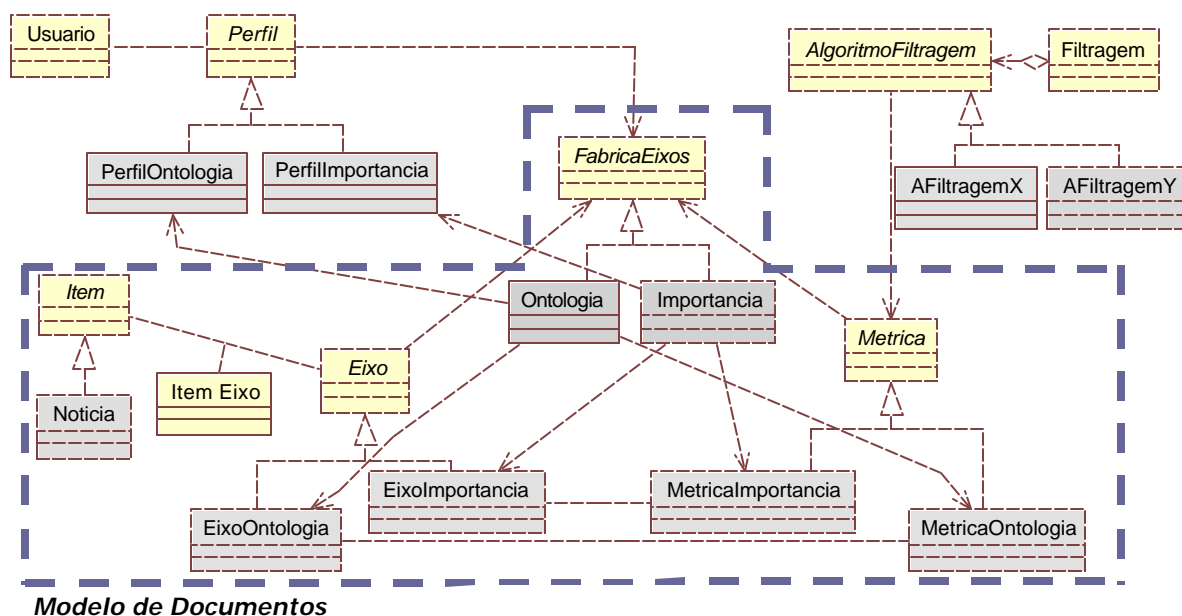 Usuario
Perfil
AlgoritmoFiltragem
Filtragem
FabricaEixos
PerfilOntologia
PerfilImportancia
AFiltragemX
AFiltragemY
Item
Ontologia
Importancia
Metrica
Eixo
Item Eixo
Noticia
EixoImportancia
MetricaImportancia
EixoOntologia
MetricaOntologia
Modelo de Documentos